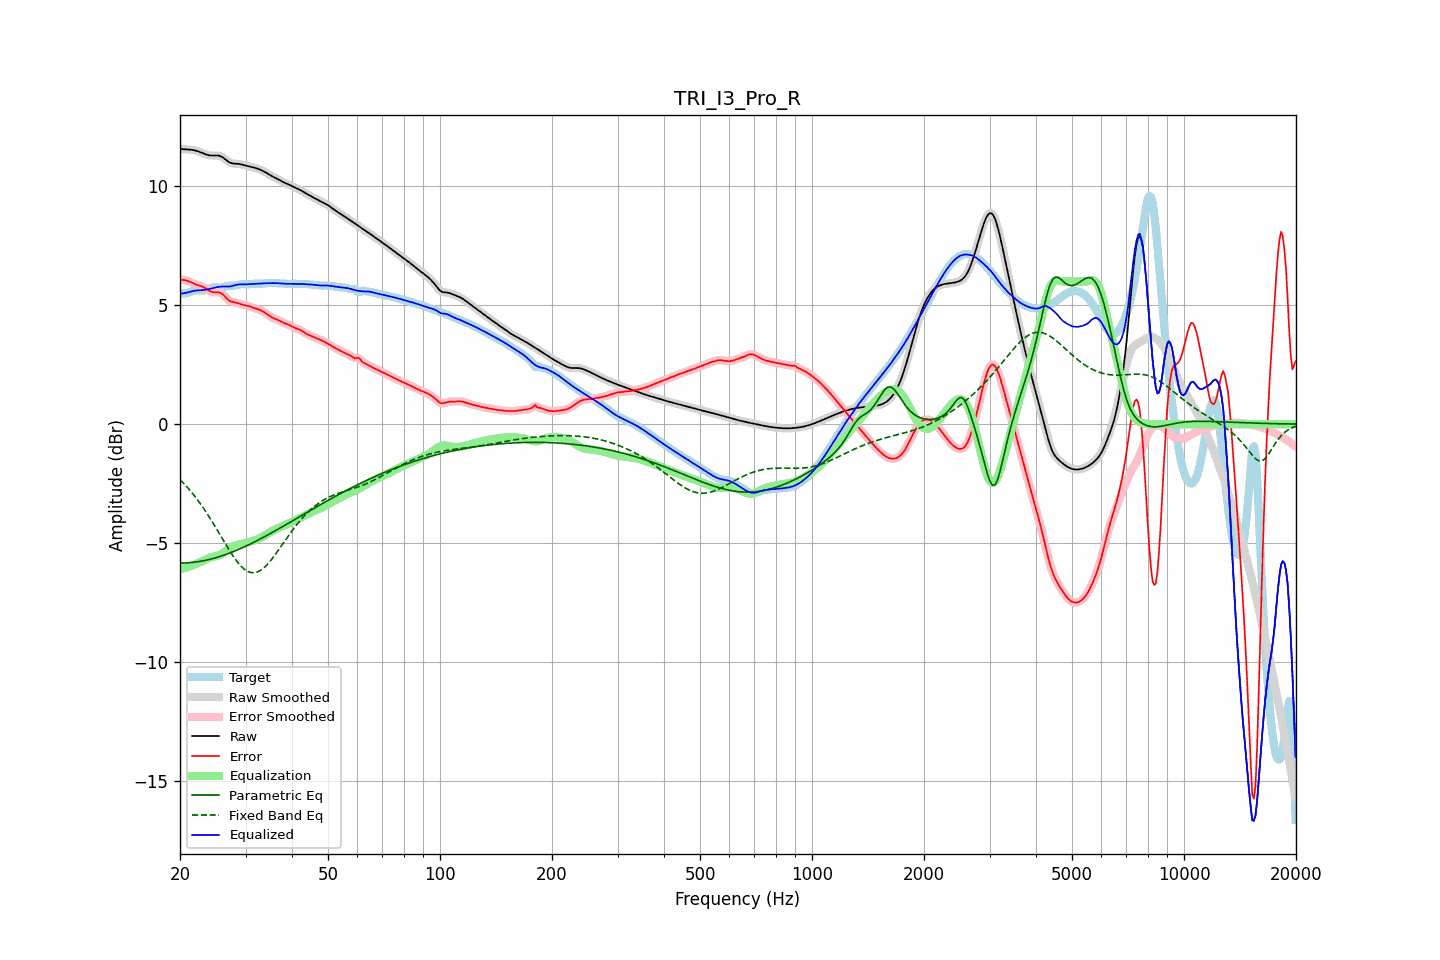 TRI_I3_Pro_R
Amplitude (dBr)
10
5
0
−5
−10
−15
Target
Raw Smoothed
Error Smoothed
Raw
Error
Equalization
Parametric Eq
Fixed Band Eq
Equalized
20 50 100 200 500 1000 2000 5000 10000 20000
Frequency (Hz)